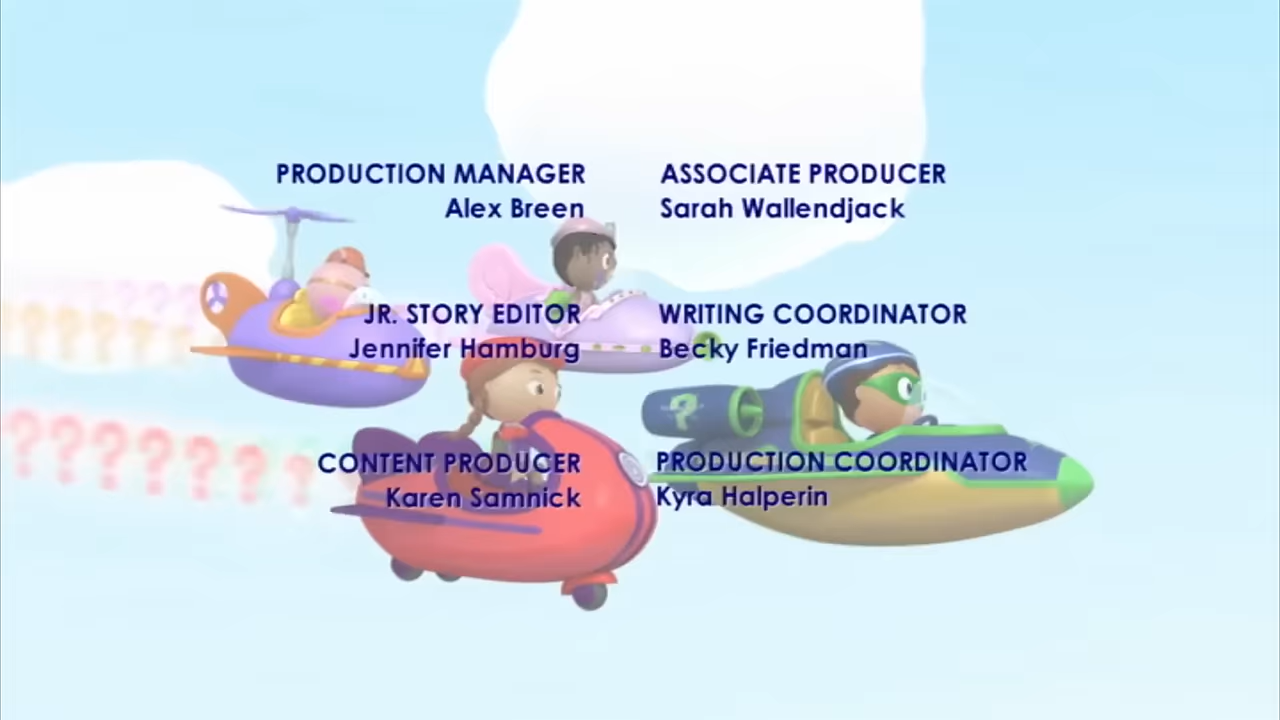 PRODUCTION MANAGER
Alex Breen
ASSOCIATE PRODUCER
Sarah Wallendjack
JR. STORY EDITOR
Jennifer Hamburg
WRITING COORDINATOR
Becky Friedman
CONTENT PRODUCER
Karen Samnick
PRODUCTION COORDINATOR
Kyra Halperin